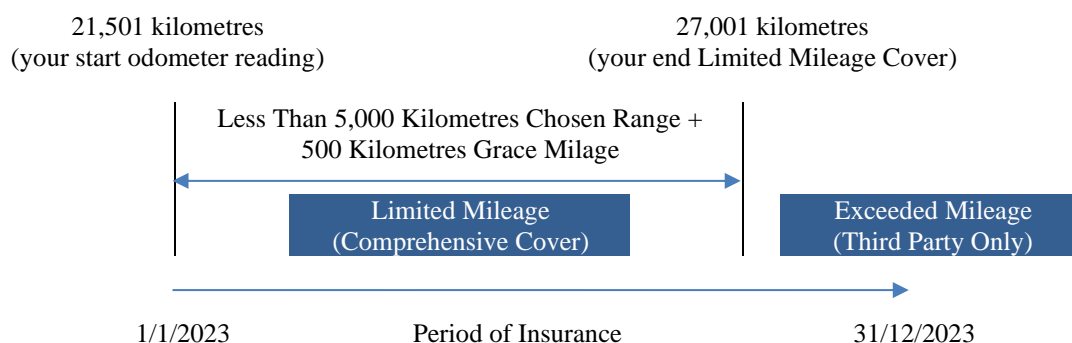 21,501 kilometres
(your start odometer reading)
27,001 kilometres
(your end Limited Mileage Cover)
Less Than 5,000 Kilometres Chosen Range +
500 Kilometres Grace Milage
Limited Mileage
(Comprehensive Cover)
Exceeded Mileage
(Third Party Only)
1/1/2023
Period of Insurance
31/12/2023